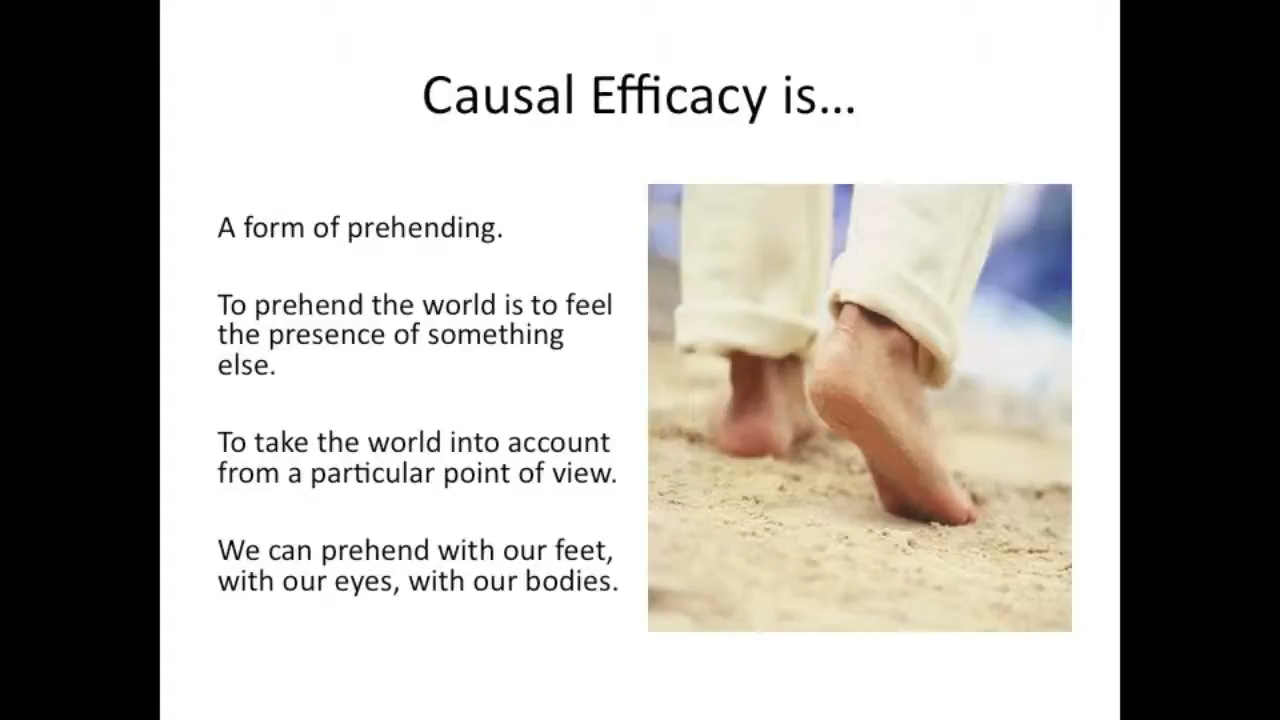 Causal Efficacy is...
A form of prehending.
To prehend the world is to feel
the presence of something
else.
To take the world into account
from a particular point of view.
We can prehend with our feet,
with our eyes, with our bodies.